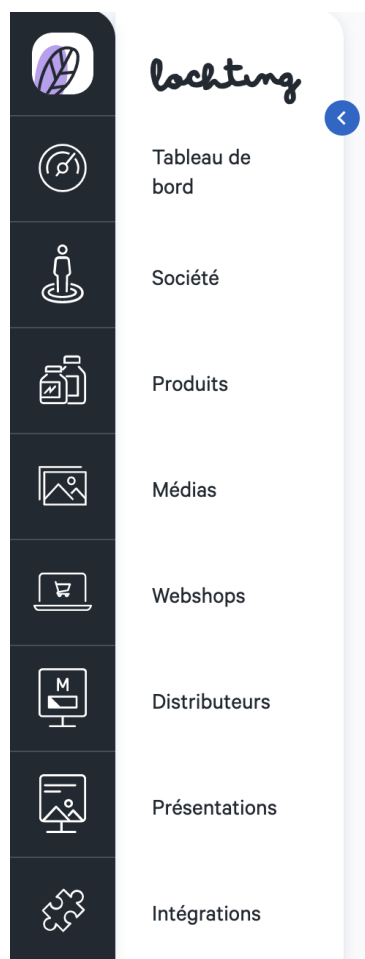 lochting
Tableau de
bord
Société
Produits
Médias
Webshops
M
Distributeurs
Présentations
Intégrations